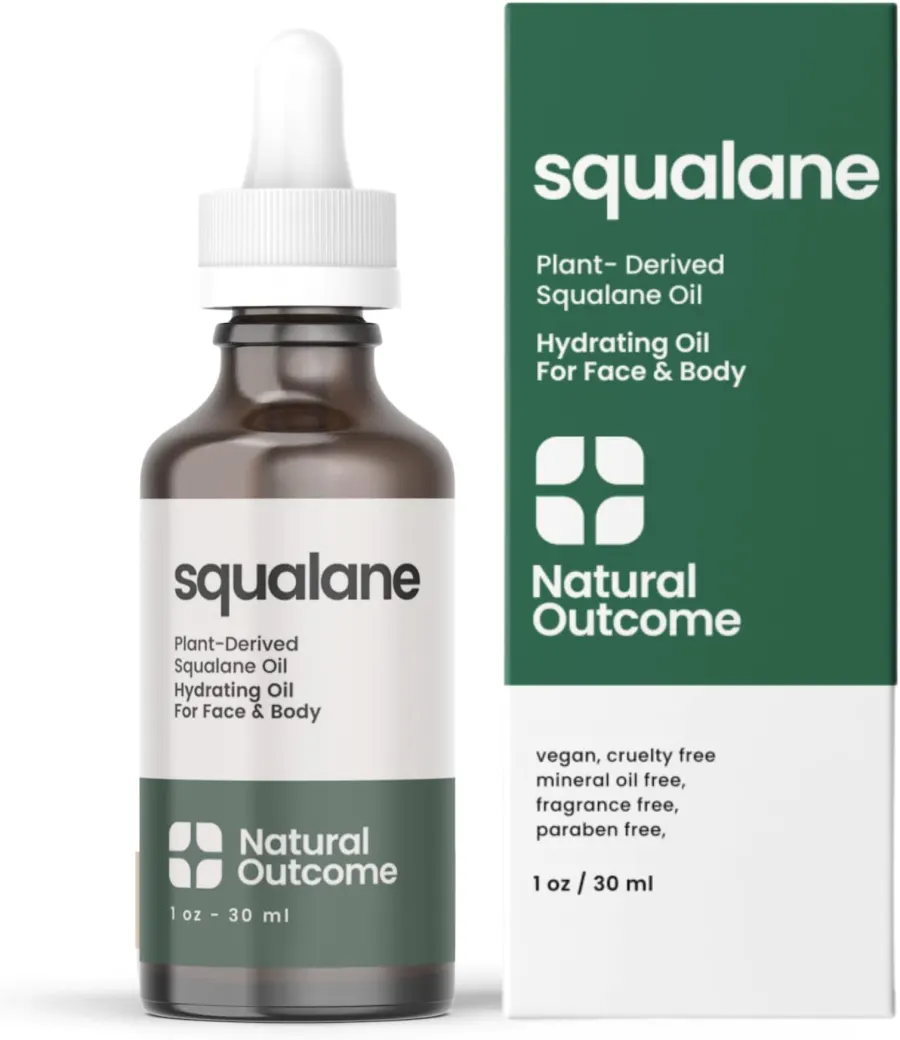 squalane
Plant-Derived
Squalane Oil
Hydrating Oil
For Face & Body
Natural
Outcome
1 oz - 30 ml
squalane
Plant- Derived
Squalane Oil
Hydrating Oil
For Face & Body
Natural
Outcome
vegan, cruelty free
mineral oil free,
fragrance free,
paraben free,
1 oz / 30 ml